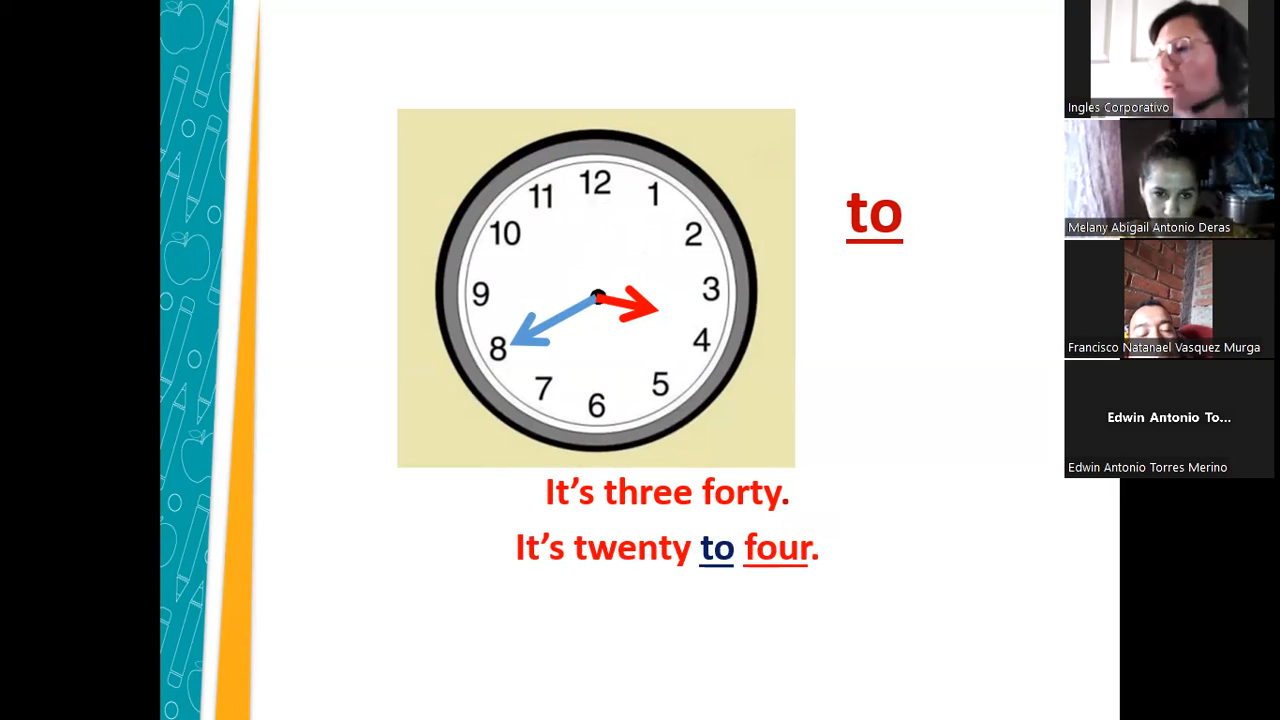 12
11
1
10
2
9
3
8
4
7
5
6
to
It's three forty.
It's twenty to four.
Ingles Corporativo
Melany Abigail Antonio Deras
Francisco Natanael Vasquez Murga
Edwin Antonio To...
Edwin Antonio Torres Merino